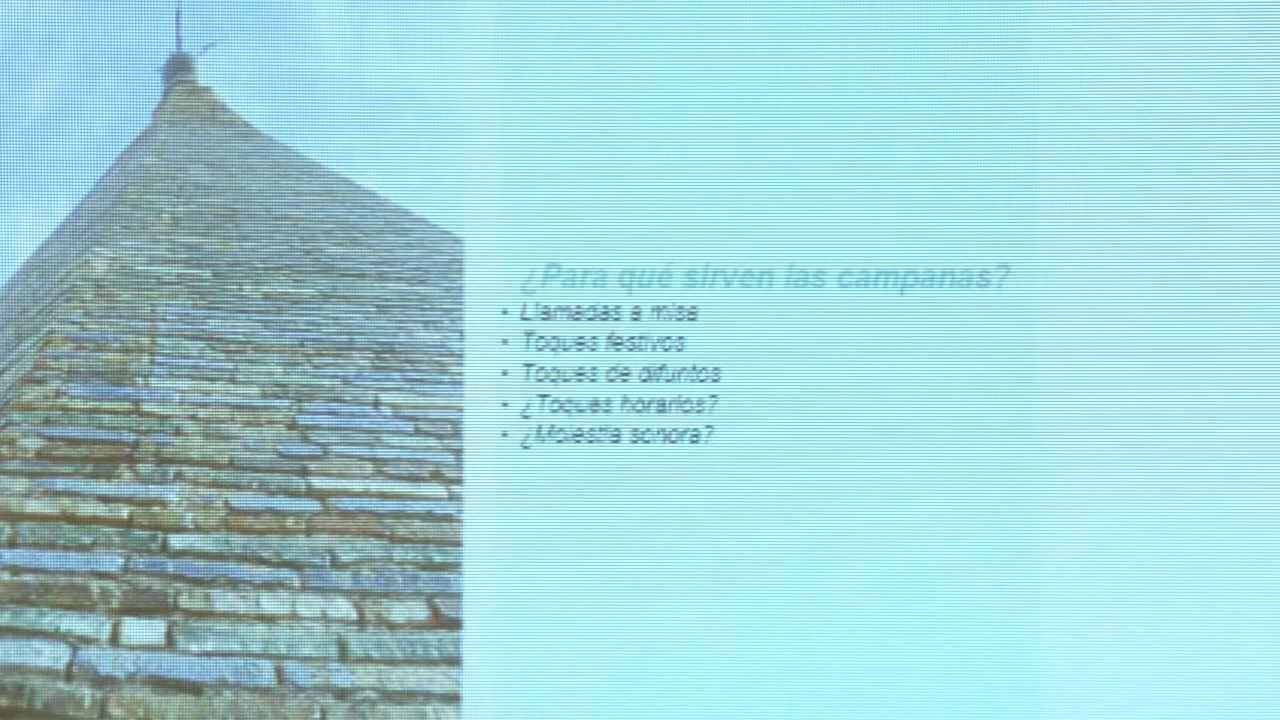 ¿Para qué sirven las campanas?
• Llamadas a misa
• Toques festivos
• Toques de difuntos
• ¿Toques horarios?
• ¿Molestia sonora?